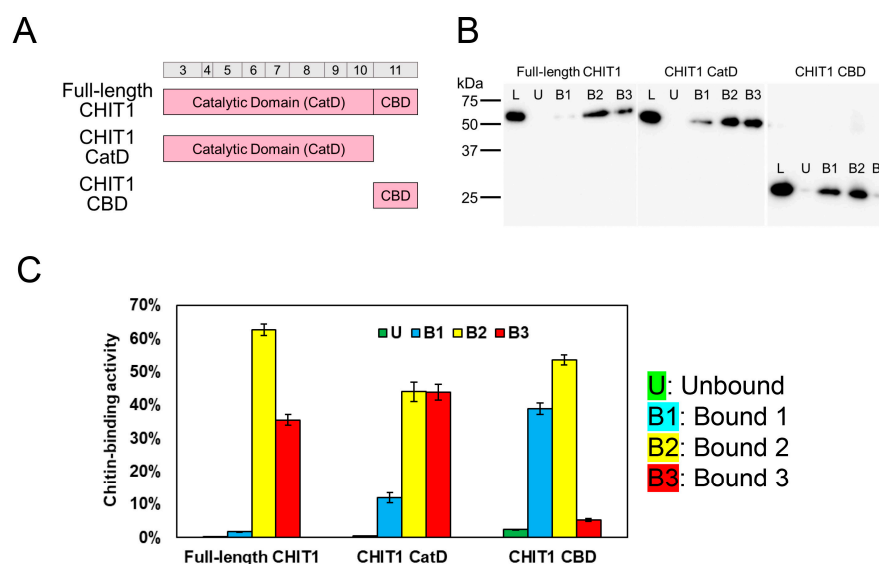 A
3 4 5 6 7 8 9 10 11
Full-length
CHIT1
Catalytic Domain (CatD) CBD
CHIT1
CatD
Catalytic Domain (CatD)
CHIT1
CBD
CBD
B
Full-length CHIT1 CHIT1 CatD CHIT1 CBD
kDa
L U B1 B2 B3 L U B1 B2 B3
75
50
37
25
L U B1 B2
C
Chitin-binding activity
70%
60%
50%
40%
30%
20%
10%
0%
U B1 B2 B3
Full-length CHIT1 CHIT1 CatD CHIT1 CBD
U: Unbound
B1: Bound 1
B2: Bound 2
B3: Bound 3